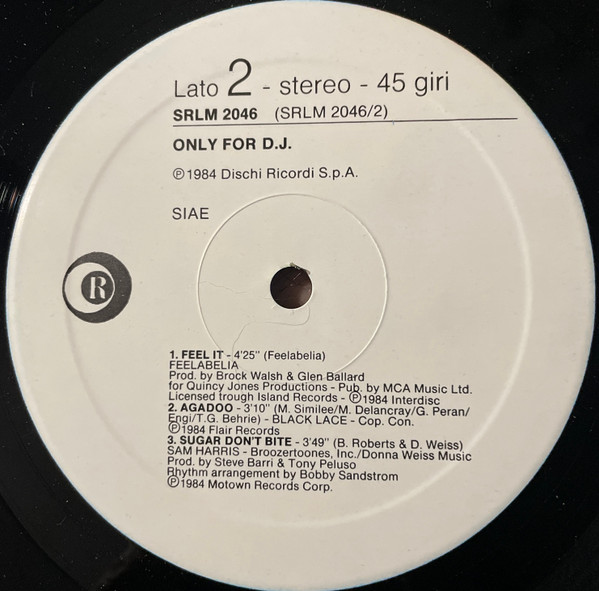 Lato 2 - stereo - 45 giri
SRLM 2046 (SRLM 2046/2)
ONLY FOR D.J.
℗1984 Dischi Ricordi S.p.A.
SIAE
R
1. FEEL IT - 4'25" (Feelabelia)
FEELABELIA
Prod. by Brock Walsh & Glen Ballard
for Quincy Jones Productions - Pub. by MCA Music Ltd.
Licensed trough Island Records - ℗1984 Interdisc
2. AGADOO - 3'10" (M. Similee/M. Delancray/G. Peran/
Engi/T.G. Behrie) - BLACK LACE - Cop. Con.
℗1984 Flair Records
3. SUGAR DON'T BITE - 3'49" (B. Roberts & D. Weiss)
SAM HARRIS - Broozertoones, Inc./Donna Weiss Music
Prod. by Steve Barri & Tony Peluso
Rhythm arrangement by Bobby Sandstrom
℗1984 Motown Records Corp.